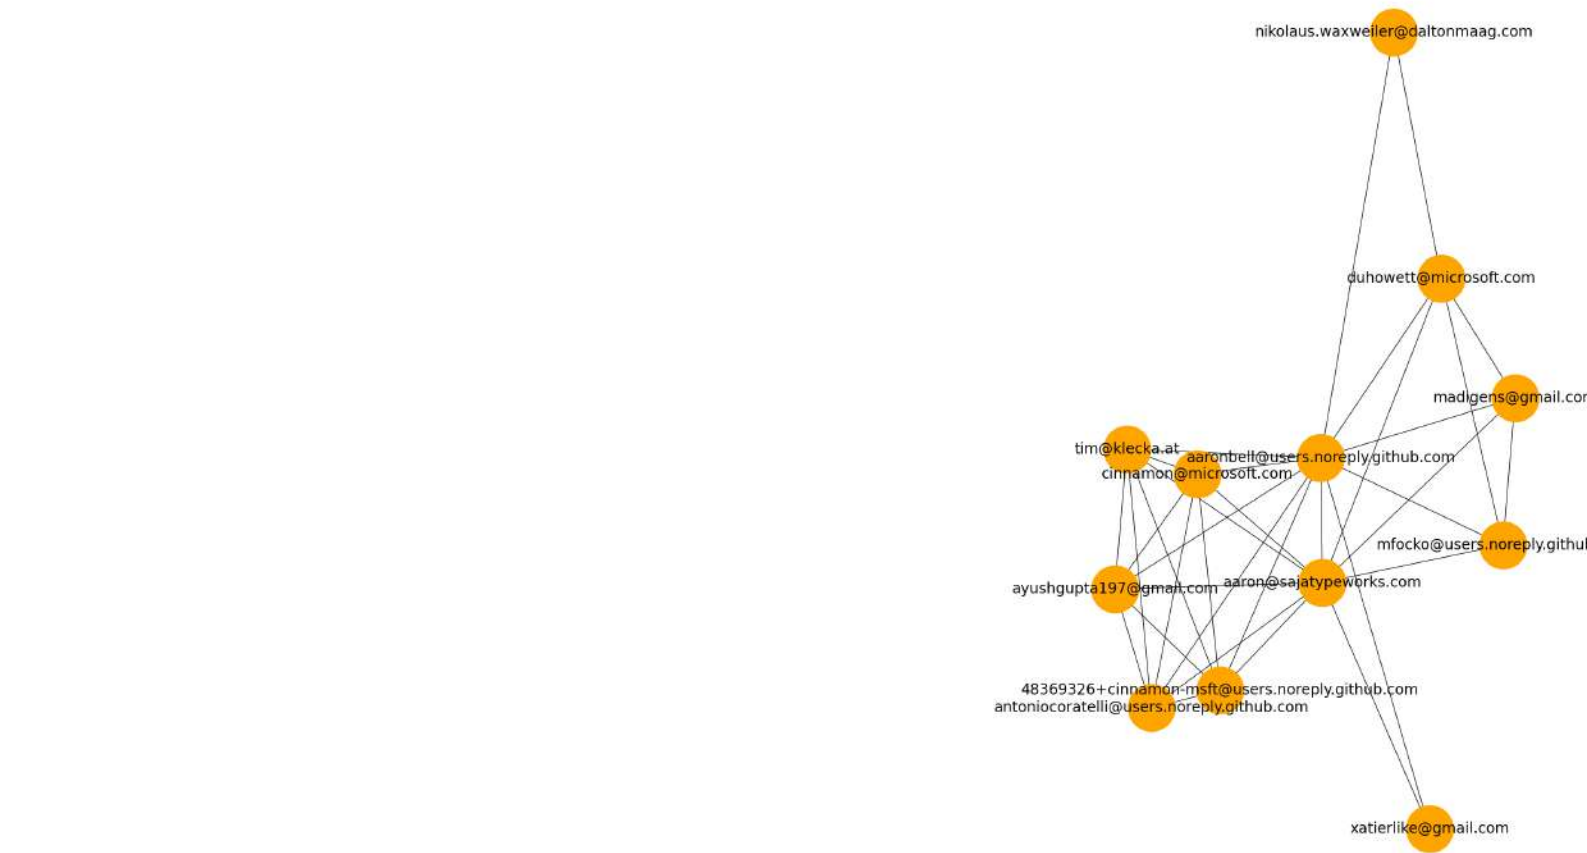 nikolaus.waxweiler@daltonmaag.com
duhowett@microsoft.com
madigens@gmail.cor
tim@klecka.at
aaronbell@users.noreply.github.com
cinnamon@microsoft.com
mfocko@users.noreply.githul
aaron@sajatypeworks.com
ayushgupta197@gmail.com
48369326+cinnamon-msft@users.noreply.github.com
antoniocoratelli@users.noreply.github.com
xatierlike@gmail.com